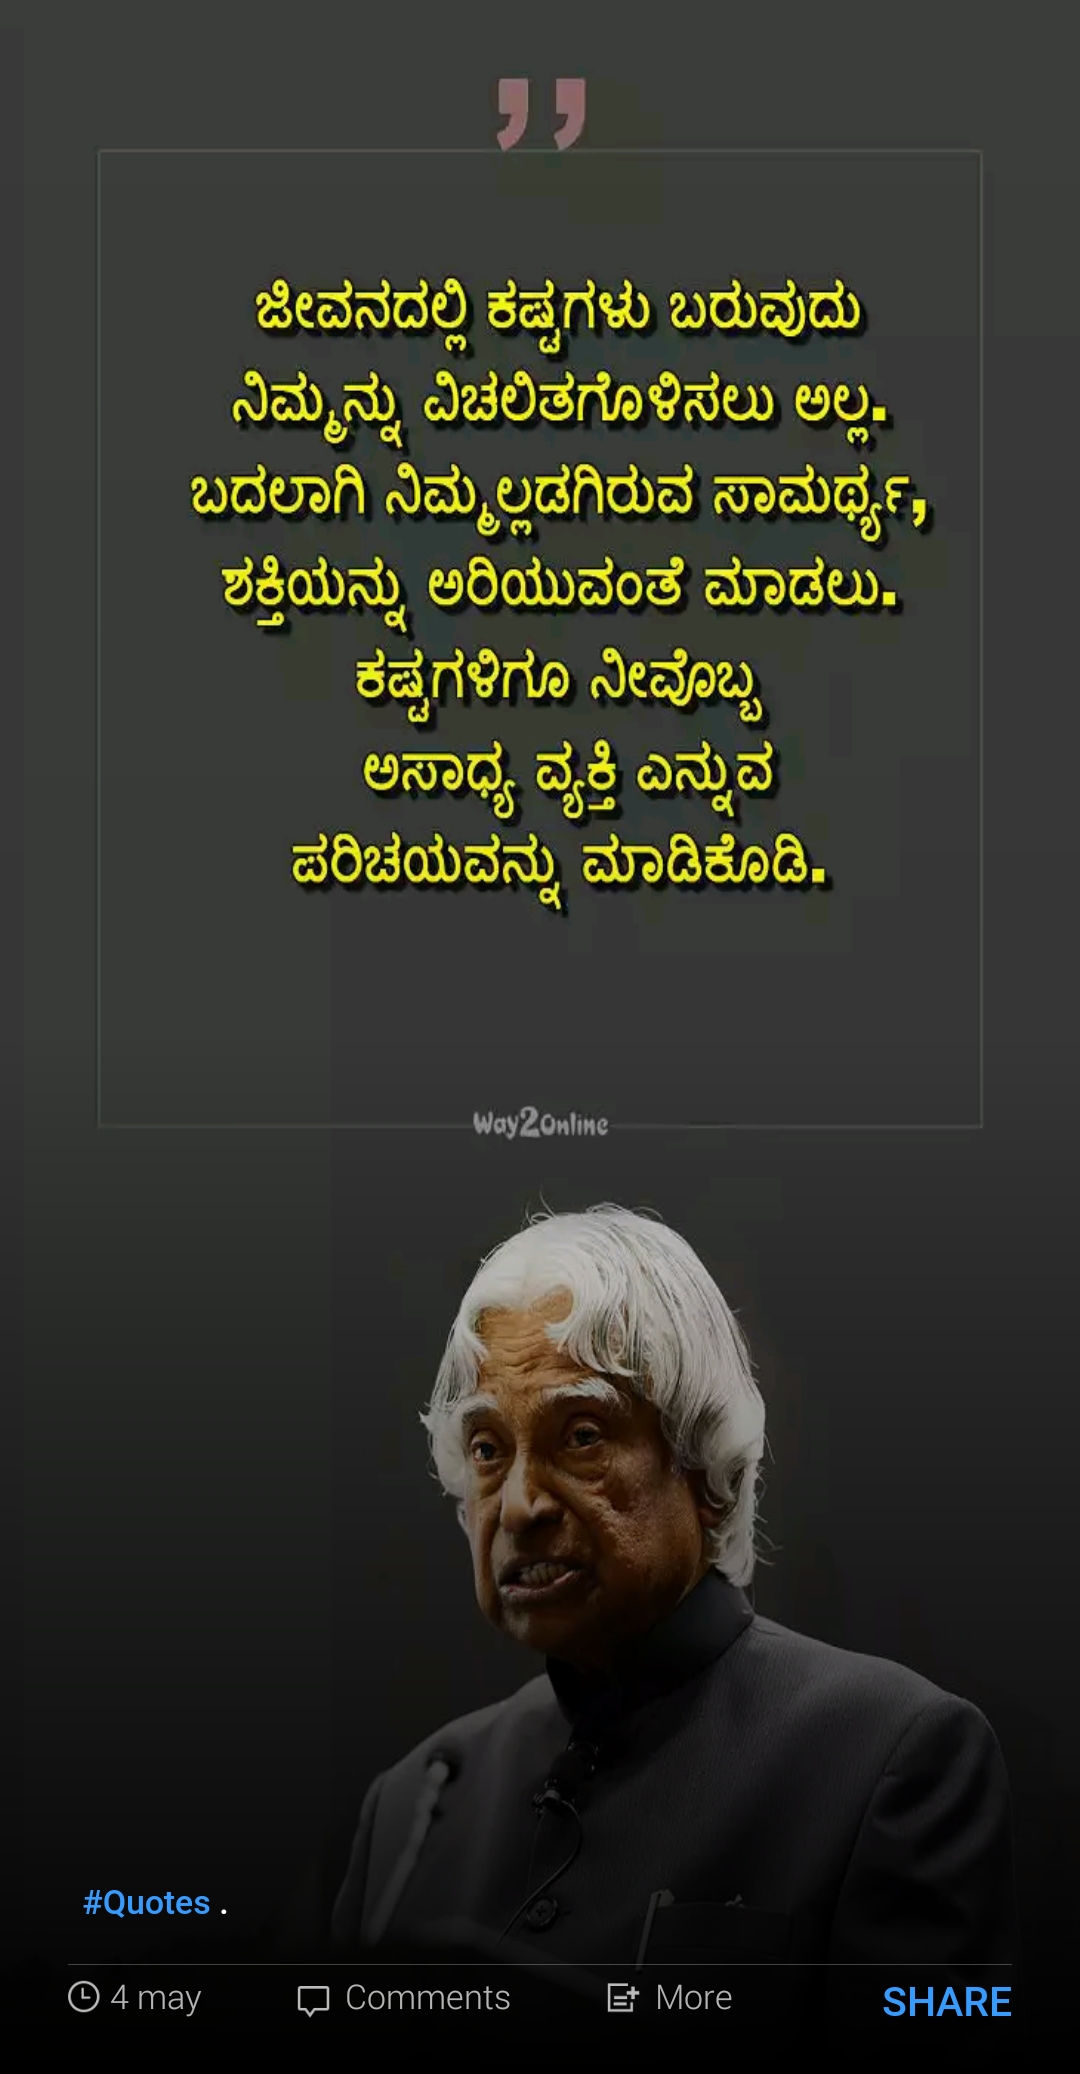 ”
ಜೀವನದಲ್ಲಿ ಕಷ್ಟಗಳು ಬರುವುದು
ನಿಮ್ಮನ್ನು ವಿಚಲಿತಗೊಳಿಸಲು ಅಲ್ಲ.
ಬದಲಾಗಿ ನಿಮ್ಮಲ್ಲಡಗಿರುವ ಸಾಮರ್ಥ್ಯ,
ಶಕ್ತಿಯನ್ನು ಅರಿಯುವಂತೆ ಮಾಡಲು.
ಕಷ್ಟಗಳಿಗೂ ನೀವೊಬ್ಬ
ಅಸಾಧ್ಯ ವ್ಯಕ್ತಿ ಎನ್ನುವ
ಪರಿಚಯವನ್ನು ಮಾಡಿಕೊಡಿ.
Way2Online
#Quotes .
4 may Comments More SHARE